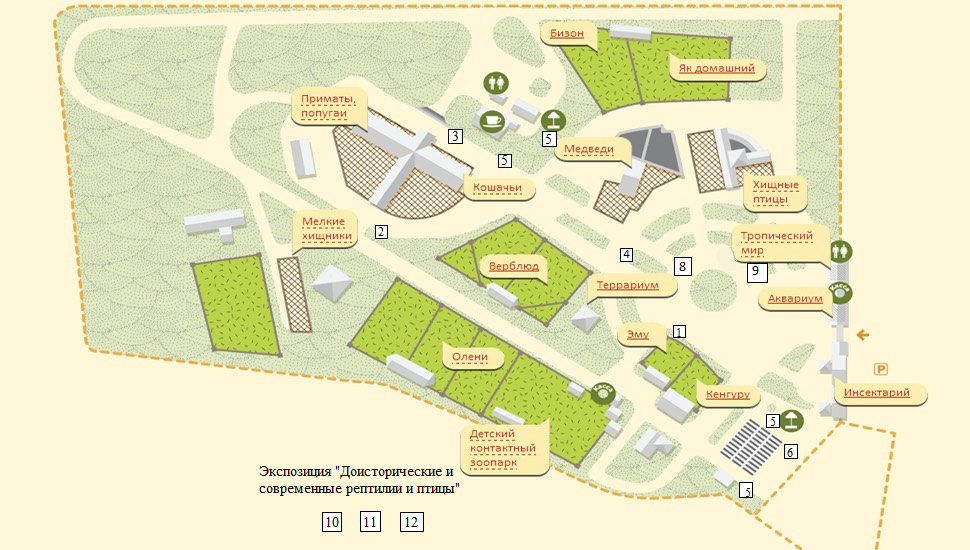 Бизон
Як домашний
Приматы,
попугаи
3
5
5
Медведи
Кошачьи
Хищные
птицы
Мелкие
хищники
2
Тропический
мир
4
8
9
Верблюд
Террариум
Касса
Аквариум
Эму
1
Олени
P
Касса
Кенгуру
Инсектарий
5
6
Детский
контактный
зоопарк
5
Экспозиция "Доисторические и
современные рептилии и птицы"
10 11 12